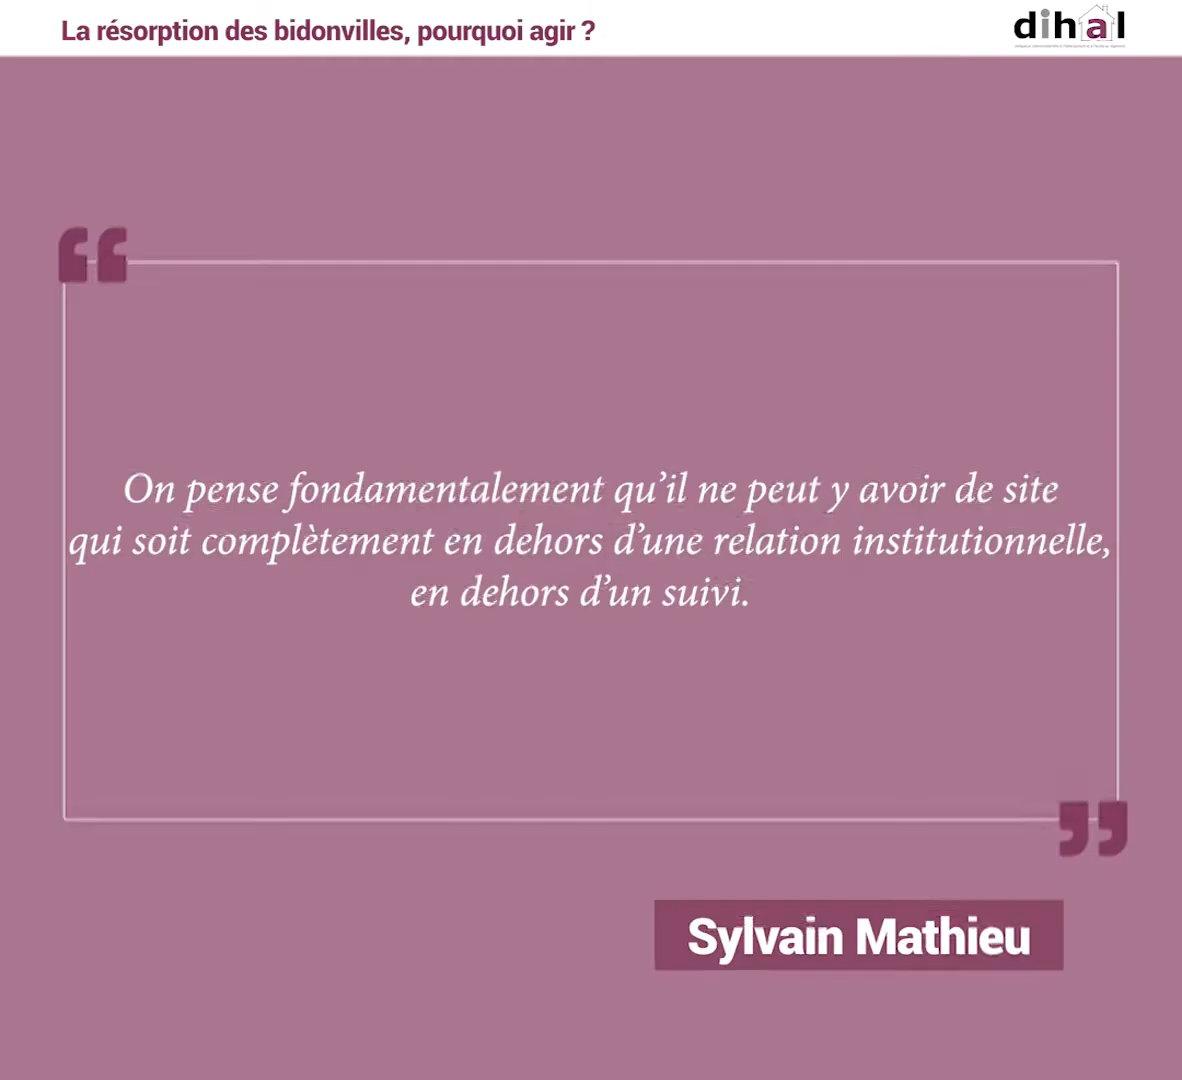 La résorption des bidonvilles, pourquoi agir ?
dihal
“
On pense fondamentalement qu’il ne peut y avoir de site
qui soit complètement en dehors d’une relation institutionnelle,
en dehors d’un suivi.
”
Sylvain Mathieu